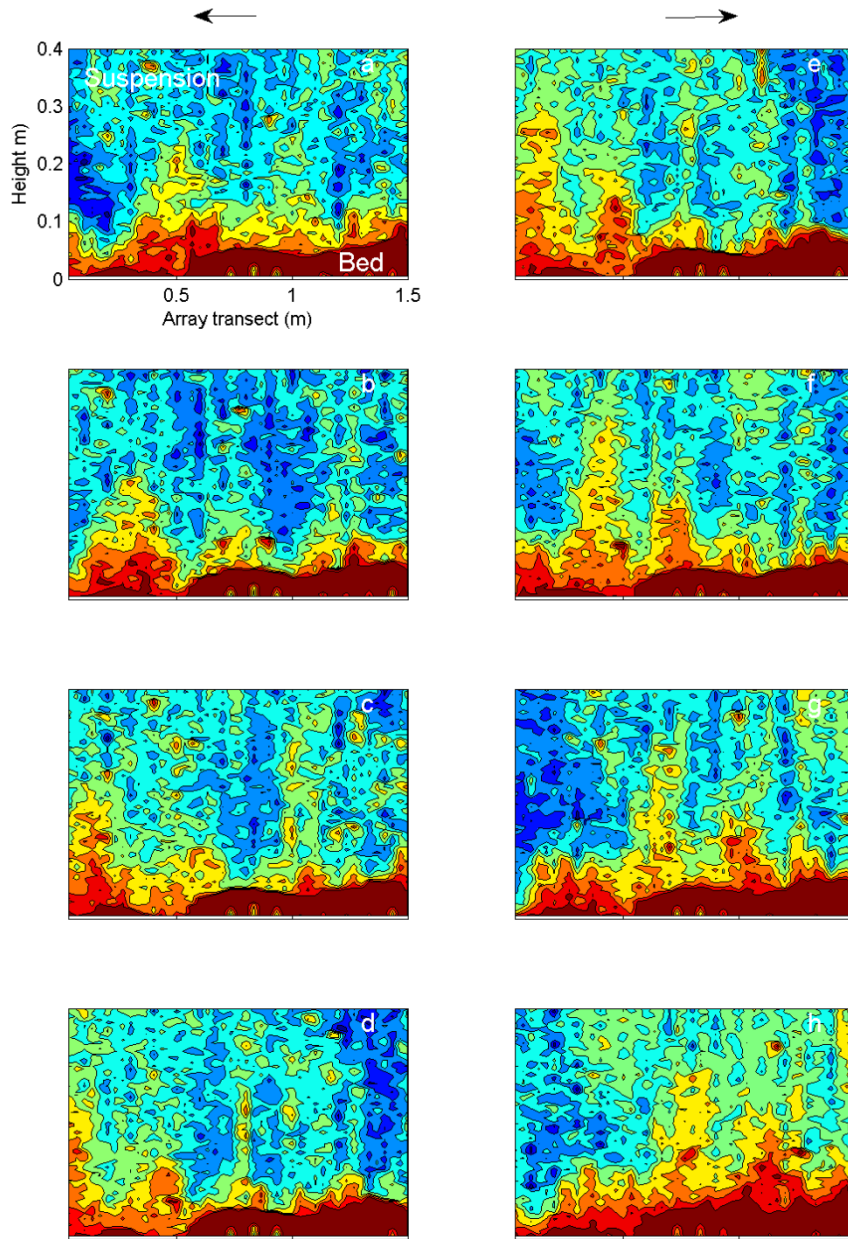 0.4
Suspension
a
0.3
0.2
0.1
0
Height m)
Bed
0.5
1
1.5
Array transect (m)
e
b
f
c
g
d
h